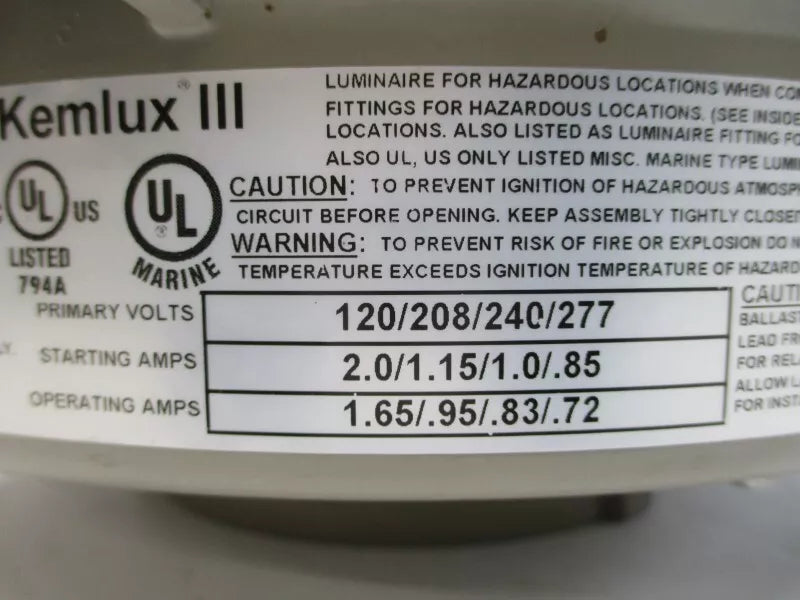 Kemlux® III
LUMINAIRE FOR HAZARDOUS LOCATIONS WHEN
FITTINGS FOR HAZARDOUS LOCATIONS. (SEE INSIDE
LOCATIONS. ALSO LISTED AS LUMINAIRE FITTING
ALSO UL, US ONLY LISTED MISC. MARINE TYPE
UL
®
US
LISTED
794A
UL
®
MARINE
CAUTION: TO PREVENT IGNITION OF HAZARDOUS
CIRCUIT BEFORE OPENING. KEEP ASSEMBLY TIGHTLY CLOSED
WARNING: TO PREVENT RISK OF FIRE OR EXPLOSION DO
TEMPERATURE EXCEEDS IGNITION TEMPERATURE OF
PRIMARY VOLTS 120/208/240/277
STARTING AMPS 2.0/1.15/1.0/.85
OPERATING AMPS 1.65/.95/.83/.72
CAUTI
BALLAST
LEAD
FOR
ALLOW
FOR